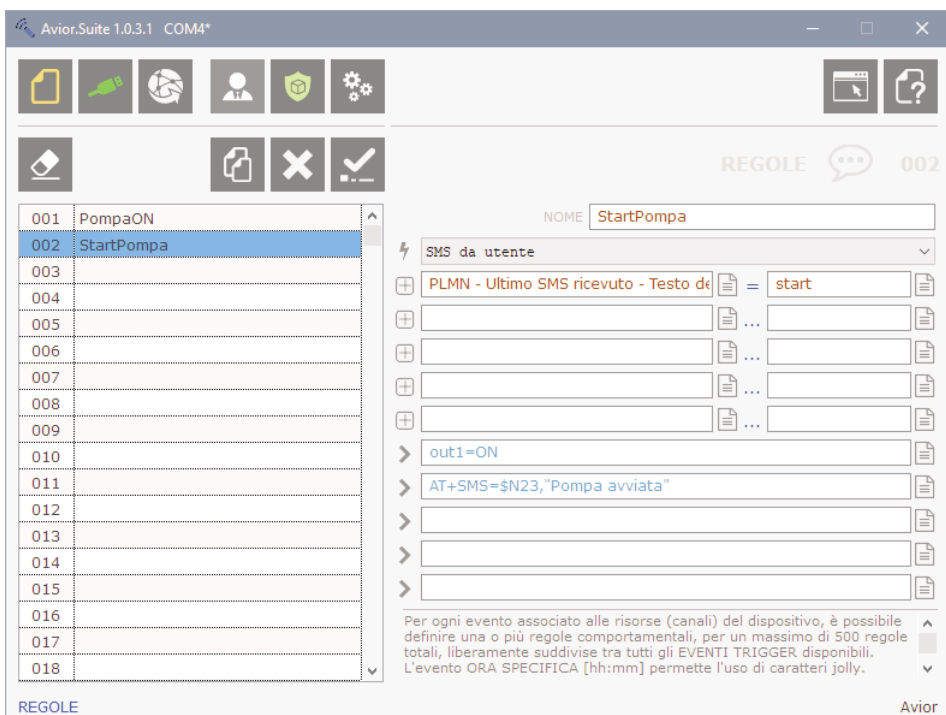 Avior.Suite 1.0.3.1 COM4*
REGOLE 002
NOME StartPompa
001 PompaON
002 StartPompa
003
004
005
006
007
008
009
010
011
012
013
014
015
016
017
018
SMS da utente
PLMN - Ultimo SMS ricevuto - Testo de = start
...
...
...
...
out1=ON
AT+SMS=$N23,"Pompa avviata"
Per ogni evento associato alle risorse (canali) del dispositivo, è possibile
definire una o più regole comportamentali, per un massimo di 500 regole
totali, liberamente suddivise tra tutti gli EVENTI TRIGGER disponibili.
L'evento ORA SPECIFICA [hh:mm] permette l'uso di caratteri jolly.
REGOLE Avior